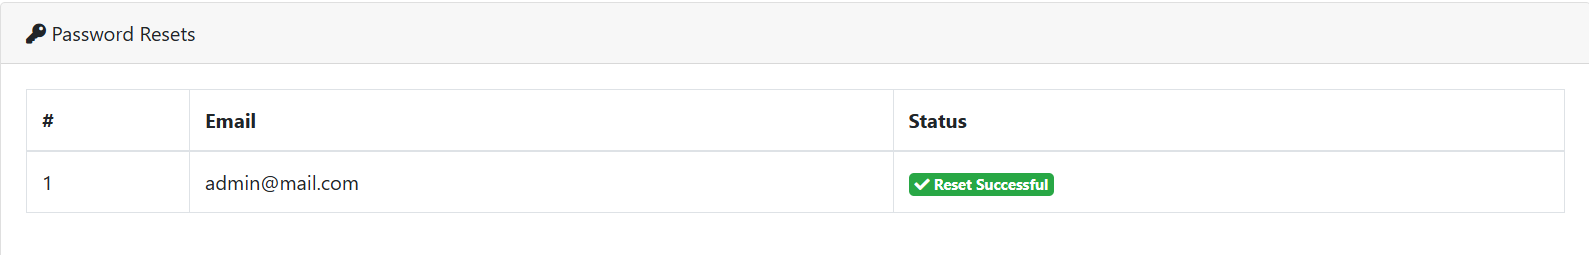 Password Resets
# Email Status
1 admin@mail.com Reset Successful